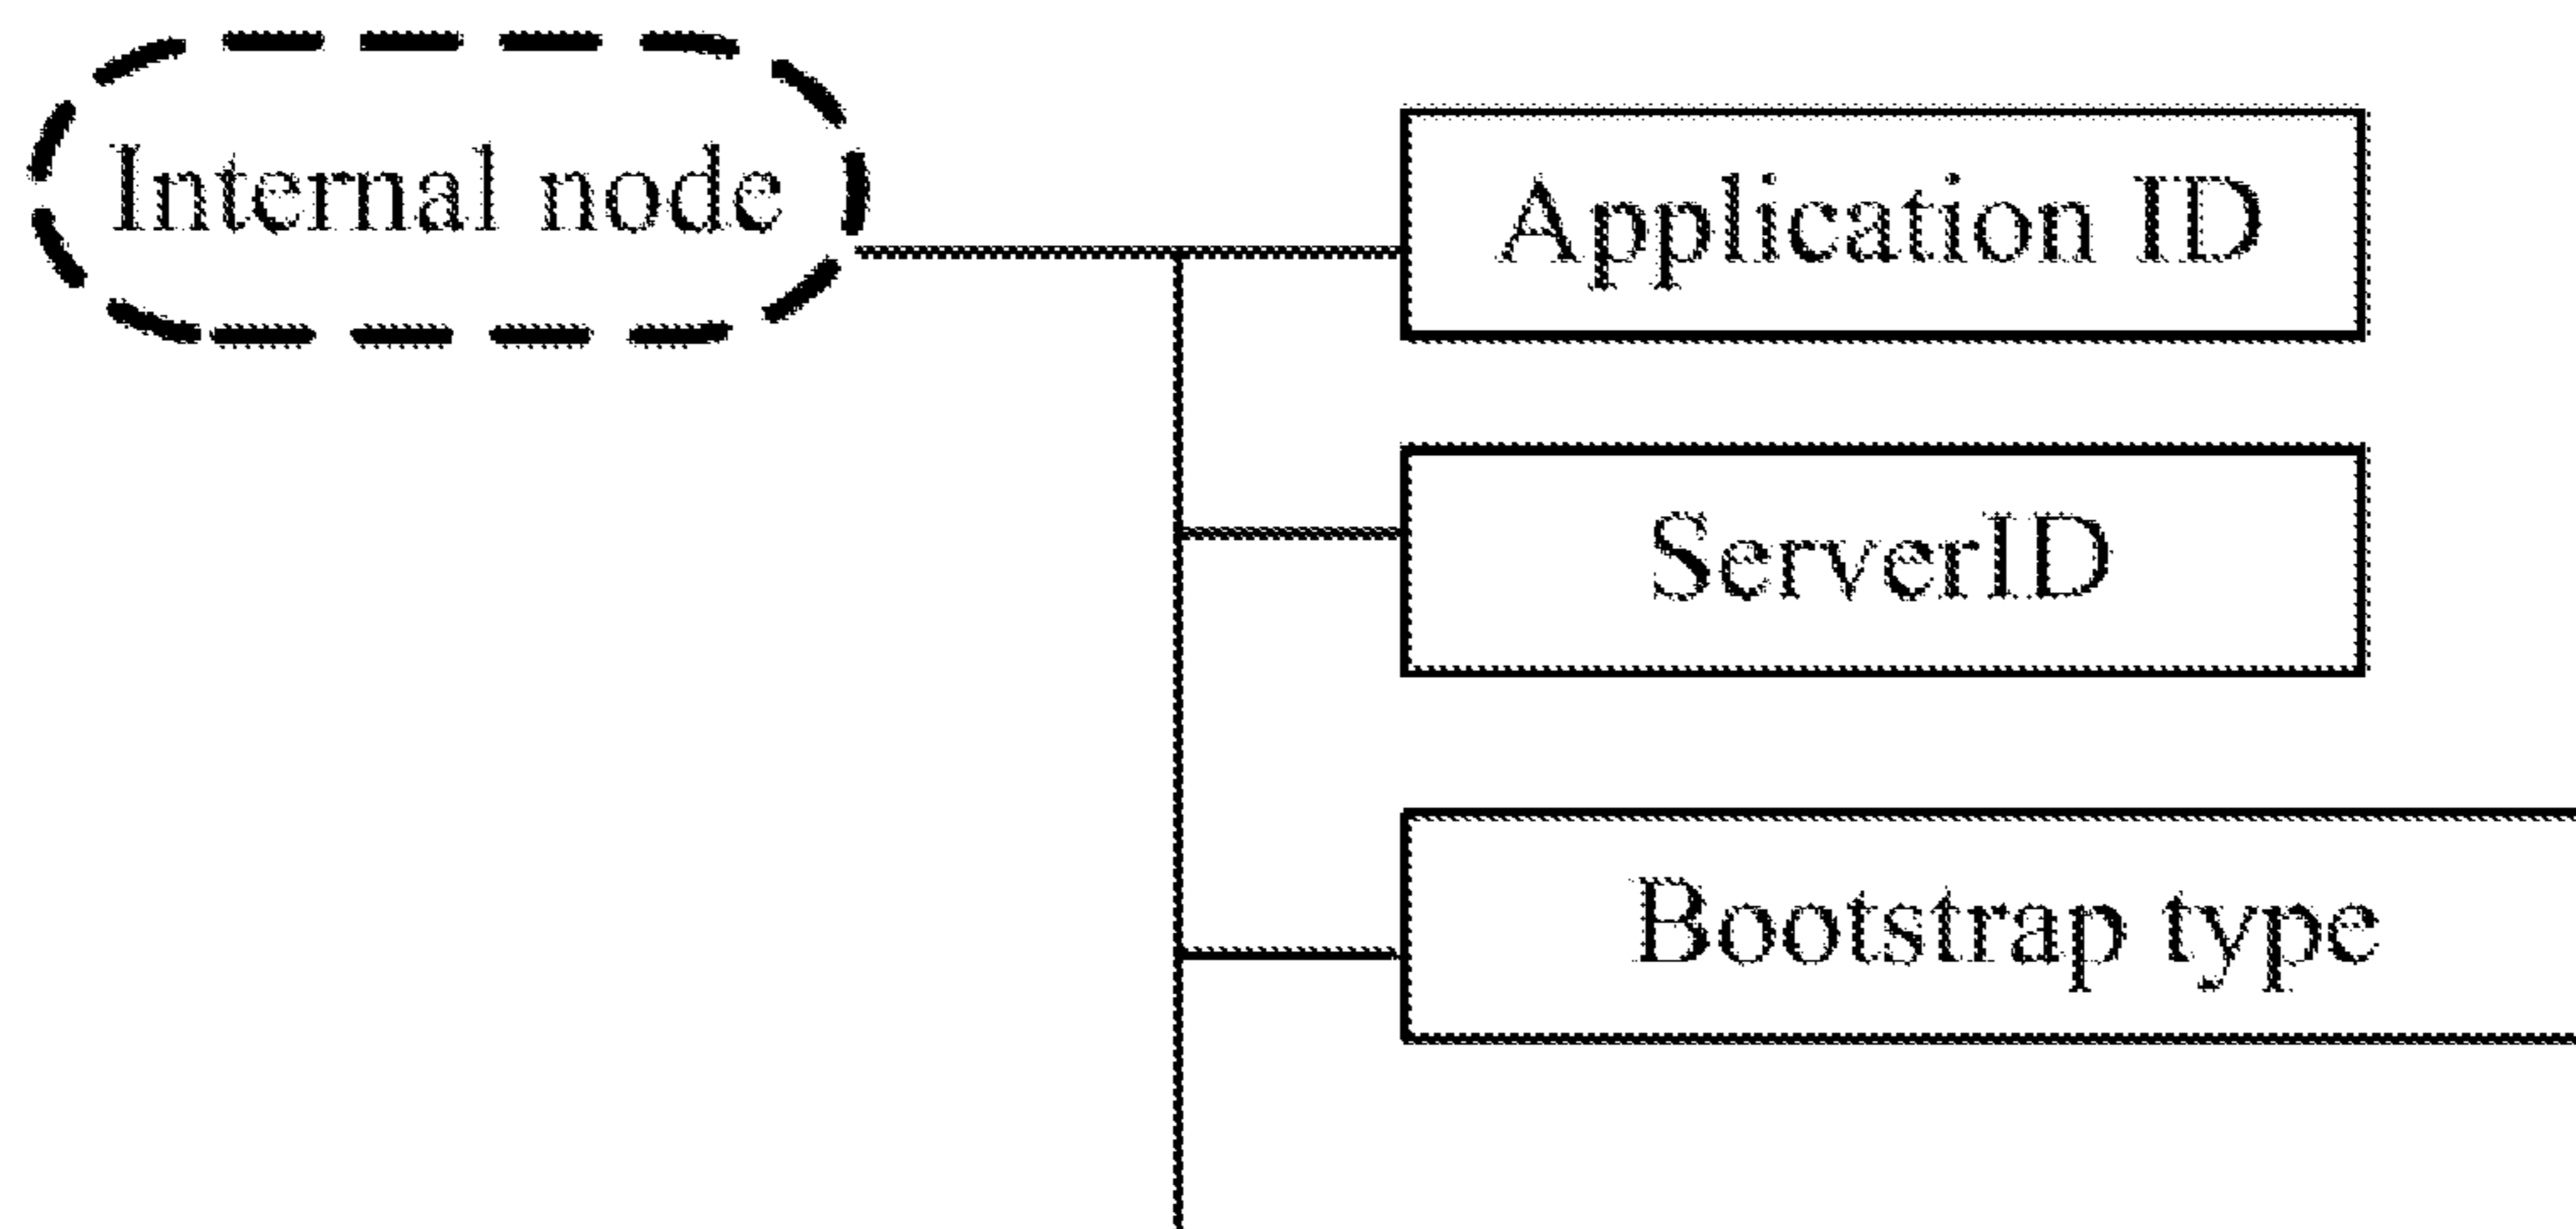 Internal node
Application ID
ServerID
Bootstrap type